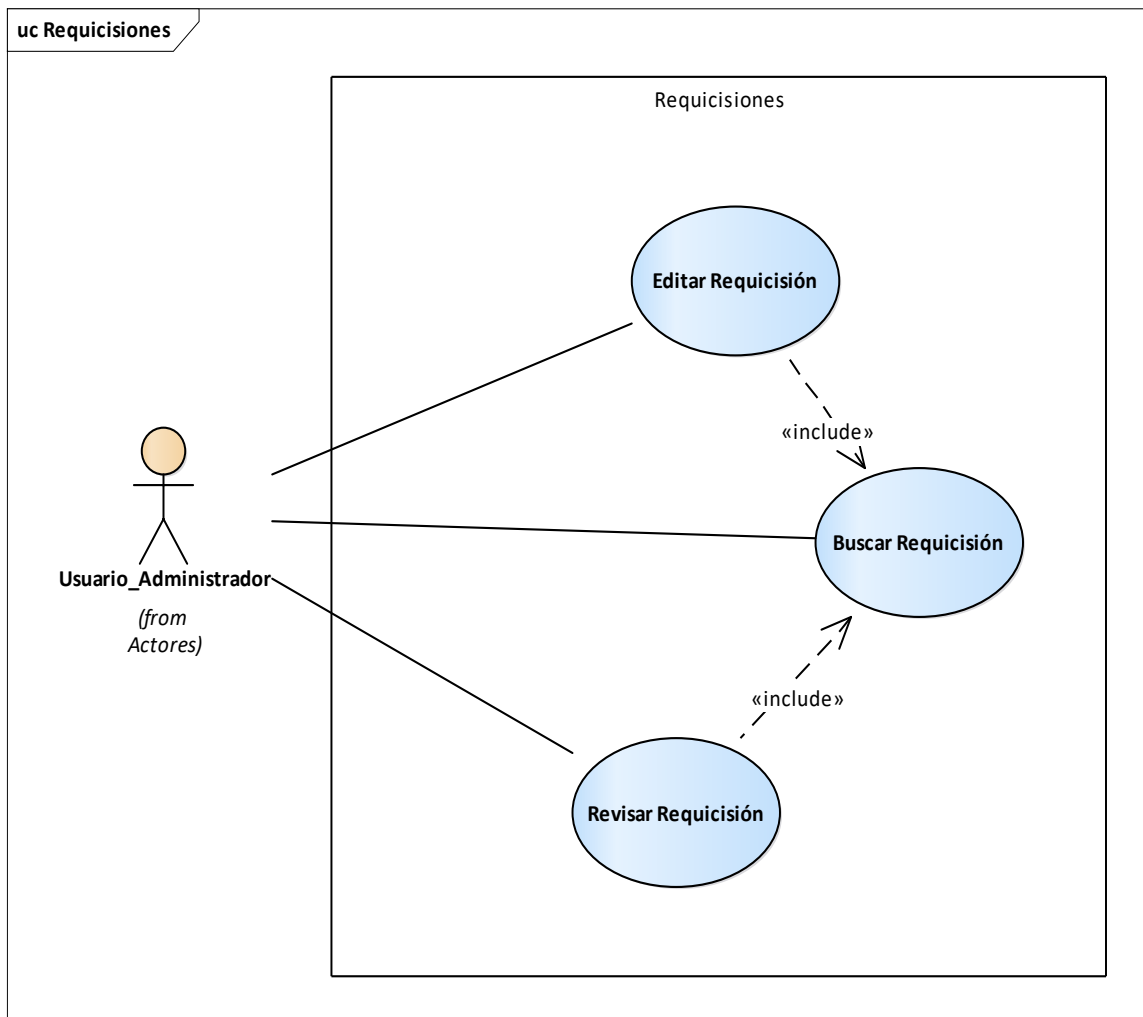 uc Requicisiones
Requicisiones
Editar Requicisión
«include»
Buscar Requicisión
Usuario_Administrador
(from
Actores)
«include»
Revisar Requicisión